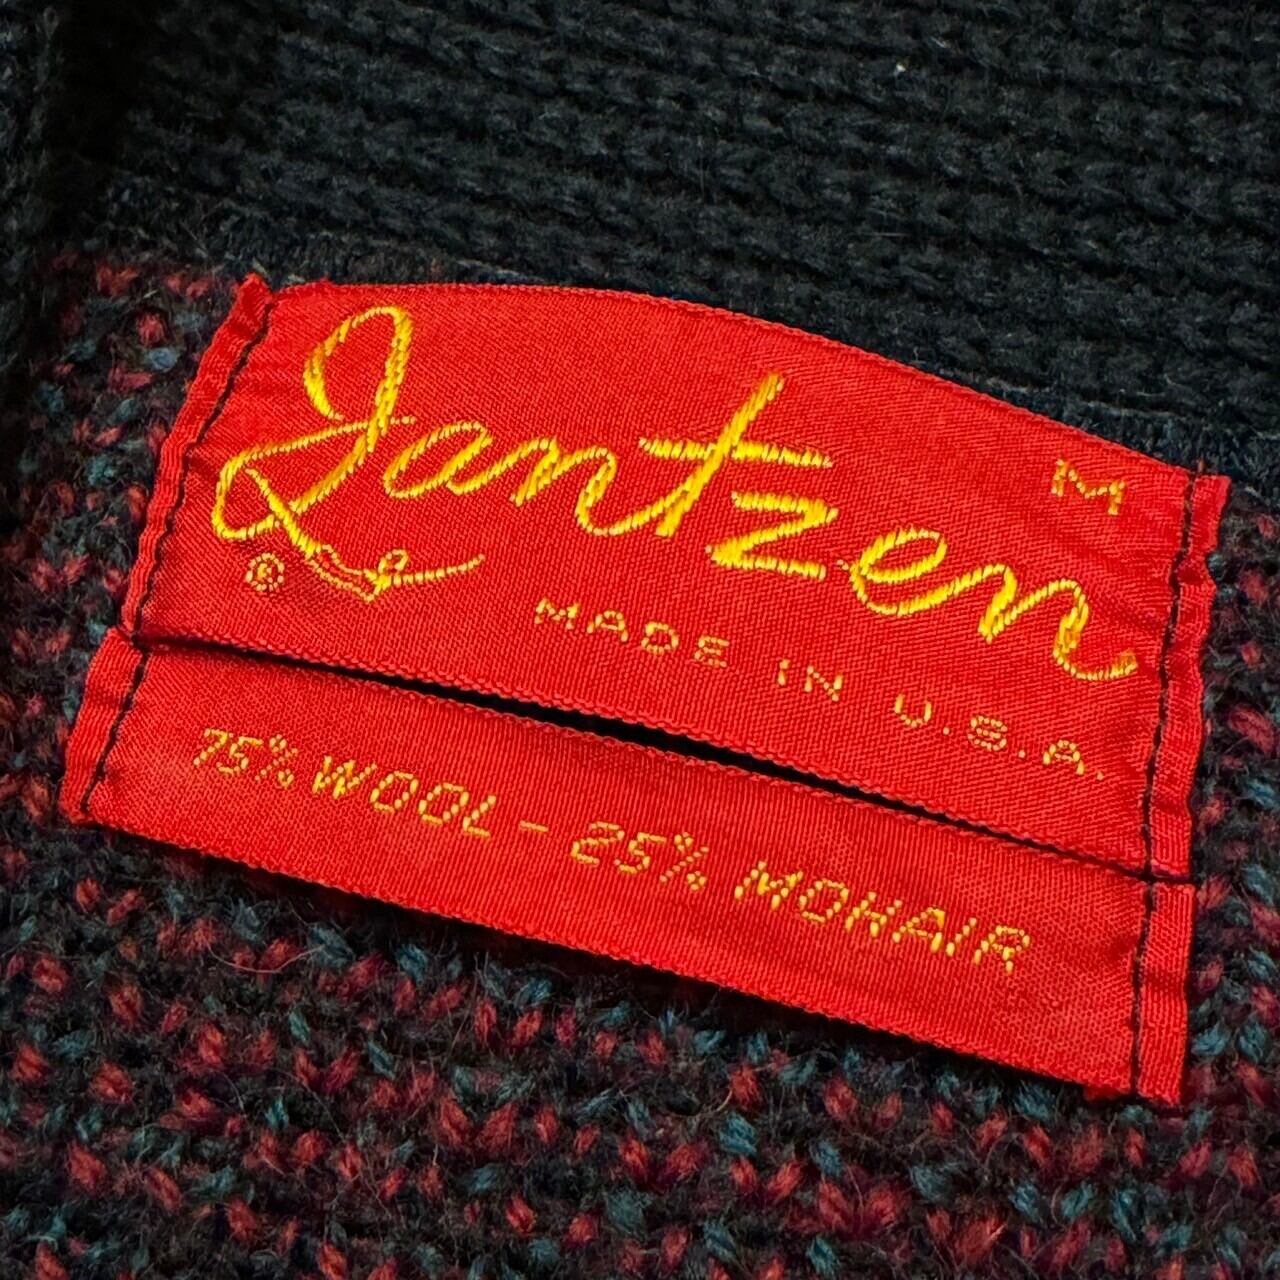 Jantzen
M
®
MADE IN U.S.A.
75% WOOL - 25% MOHAIR